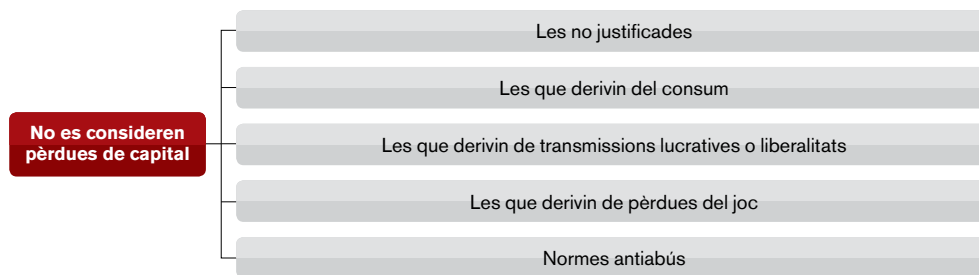 Les no justificades
Les que derivin del consum
No es consideren
pèrdues de capital
Les que derivin de transmissions lucratives o liberalitats
Les que derivin de pèrdues del joc
Normes antiabús